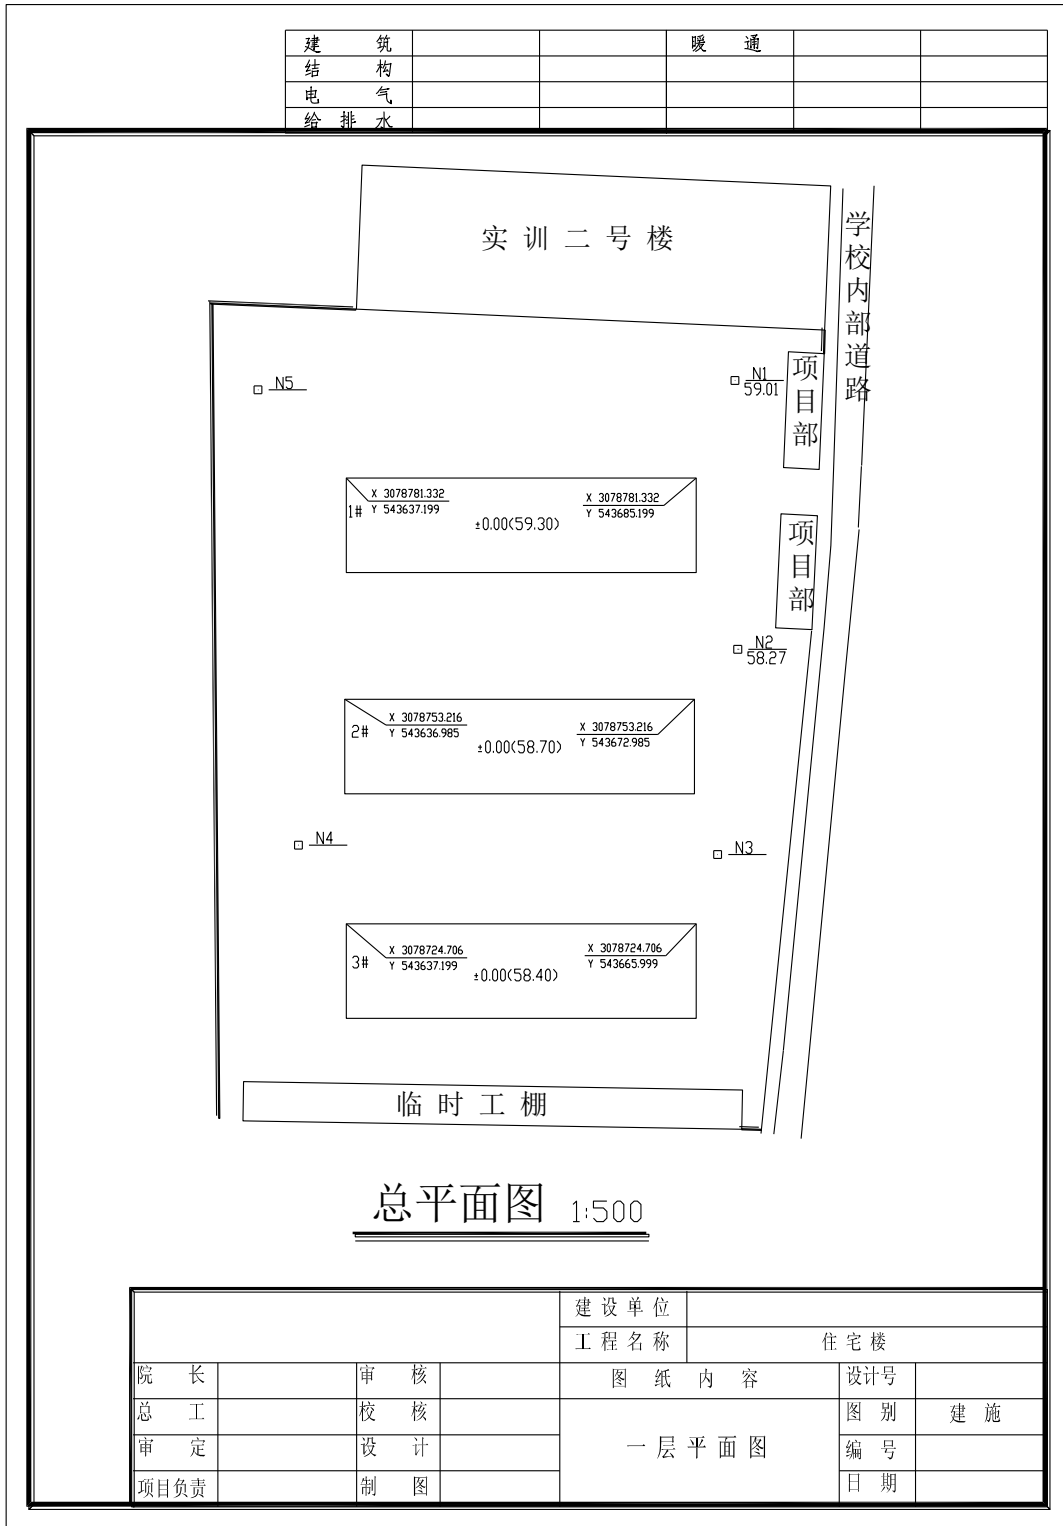 建 筑 暖 通
结 构
电 气
给 排 水
实 训 二 号 楼
学校内部道路
N5
N1
59.01
项目部
X 3078781.332
Y 543637.199
X 3078781.332
Y 543685.199
1#
±0.00(59.30)
项目部
N2
58.27
X 3078753.216
Y 543636.985
X 3078753.216
Y 543672.985
2#
±0.00(58.70)
N4
N3
X 3078724.706
Y 543637.199
X 3078724.706
Y 543665.999
3#
±0.00(58.40)
临 时 工 棚
总平面图 1:500
建 设 单 位
工 程 名 称 住 宅 楼
院 长 审 核 图 纸 内 容 设计号
总 工 校 核 图 别 建 施
审 定 设 计 一 层 平 面 图 编 号
项目负责 制 图 日 期